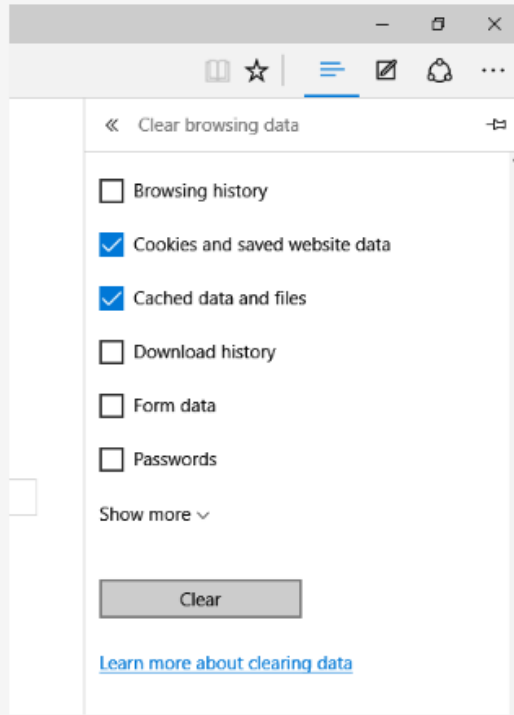 Clear browsing data
Browsing history
Cookies and saved website data
Cached data and files
Download history
Form data
Passwords
Show more
Clear
Learn more about clearing data